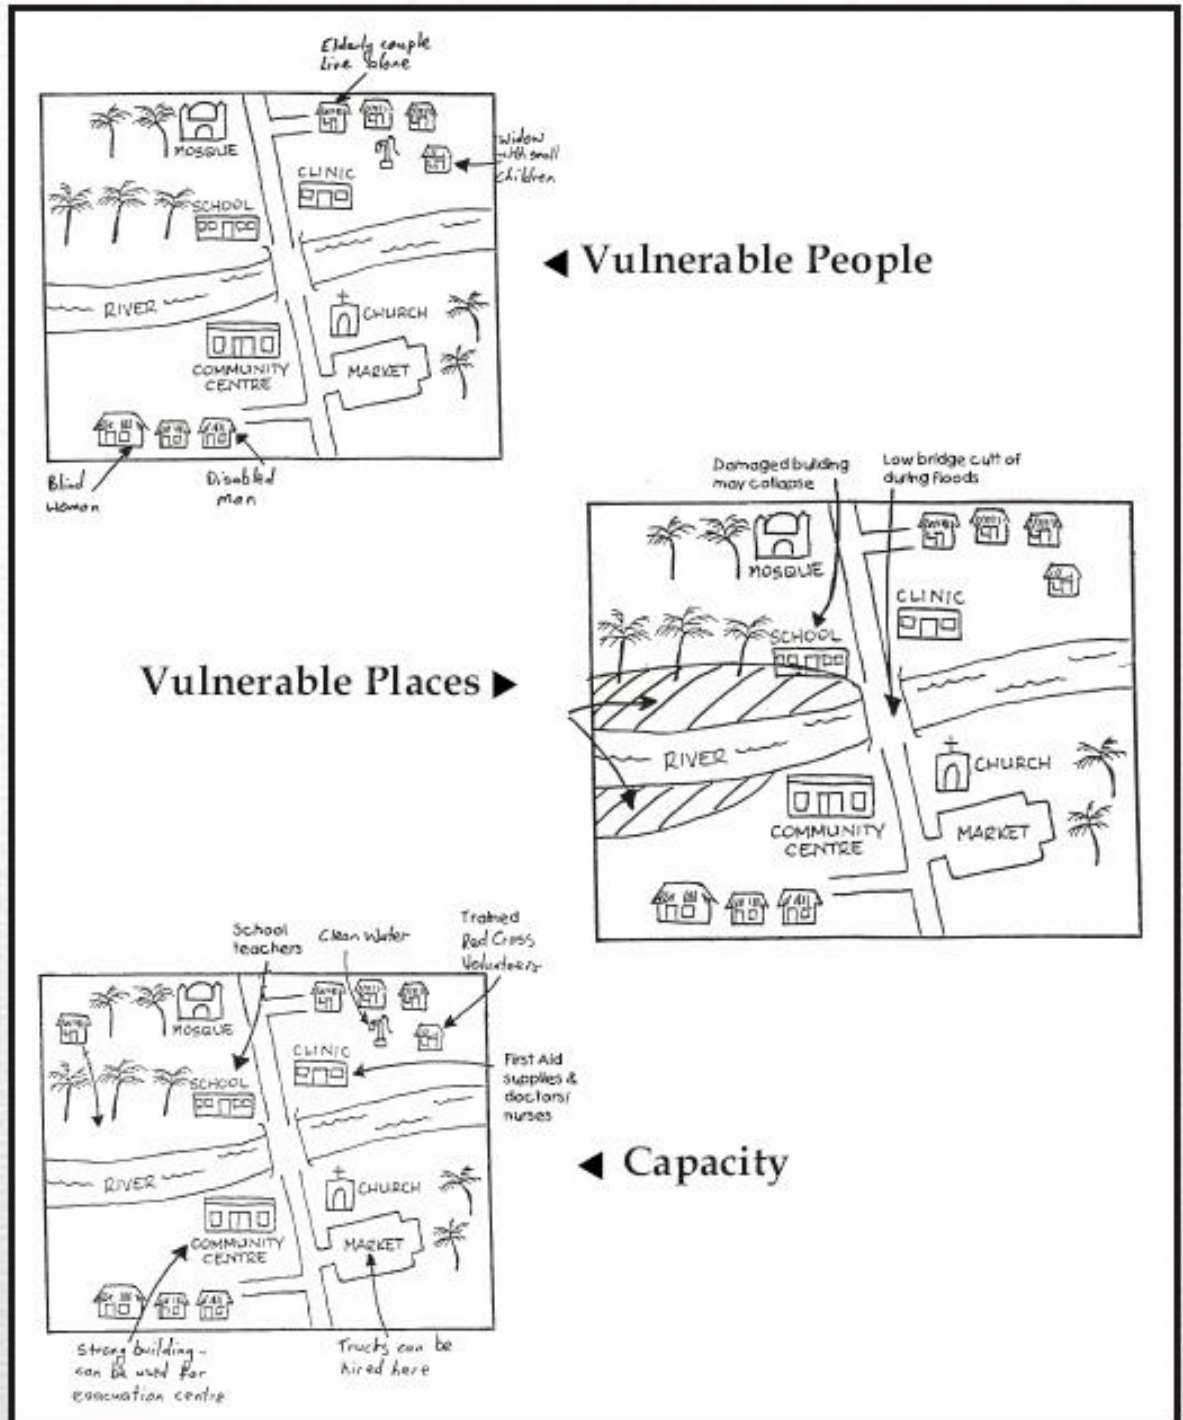 Elderly couple
Live alone
MOSQUE
widow
with small
children
CLINIC
SCHOOL
RIVER
CHURCH
COMMUNITY
CENTRE
MARKET
Blind
Woman
Disabled
man
◀ Vulnerable People
Damaged building
may collapse
Low bridge cutt of
during floods
MOSQUE
CLINIC
SCHOOL
RIVER
CHURCH
COMMUNITY
CENTRE
MARKET
Vulnerable Places ▶
School
teachers
Clean Water
Trained
Red Cross
Volunteers
MOSQUE
CLINIC
SCHOOL
First Aid
supplies &
doctors/
nurses
RIVER
CHURCH
COMMUNITY
CENTRE
MARKET
Strong building -
can be used for
evacuation centre
Trucks can be
hired here
◀ Capacity